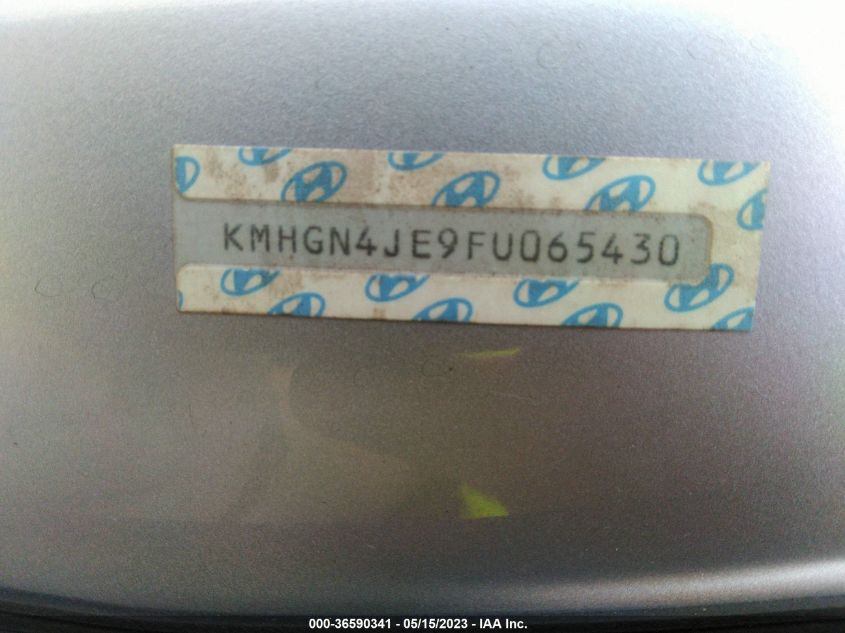 KMHGN4JE9FU065430
000-36590341 - 05/15/2023 - IAA Inc.